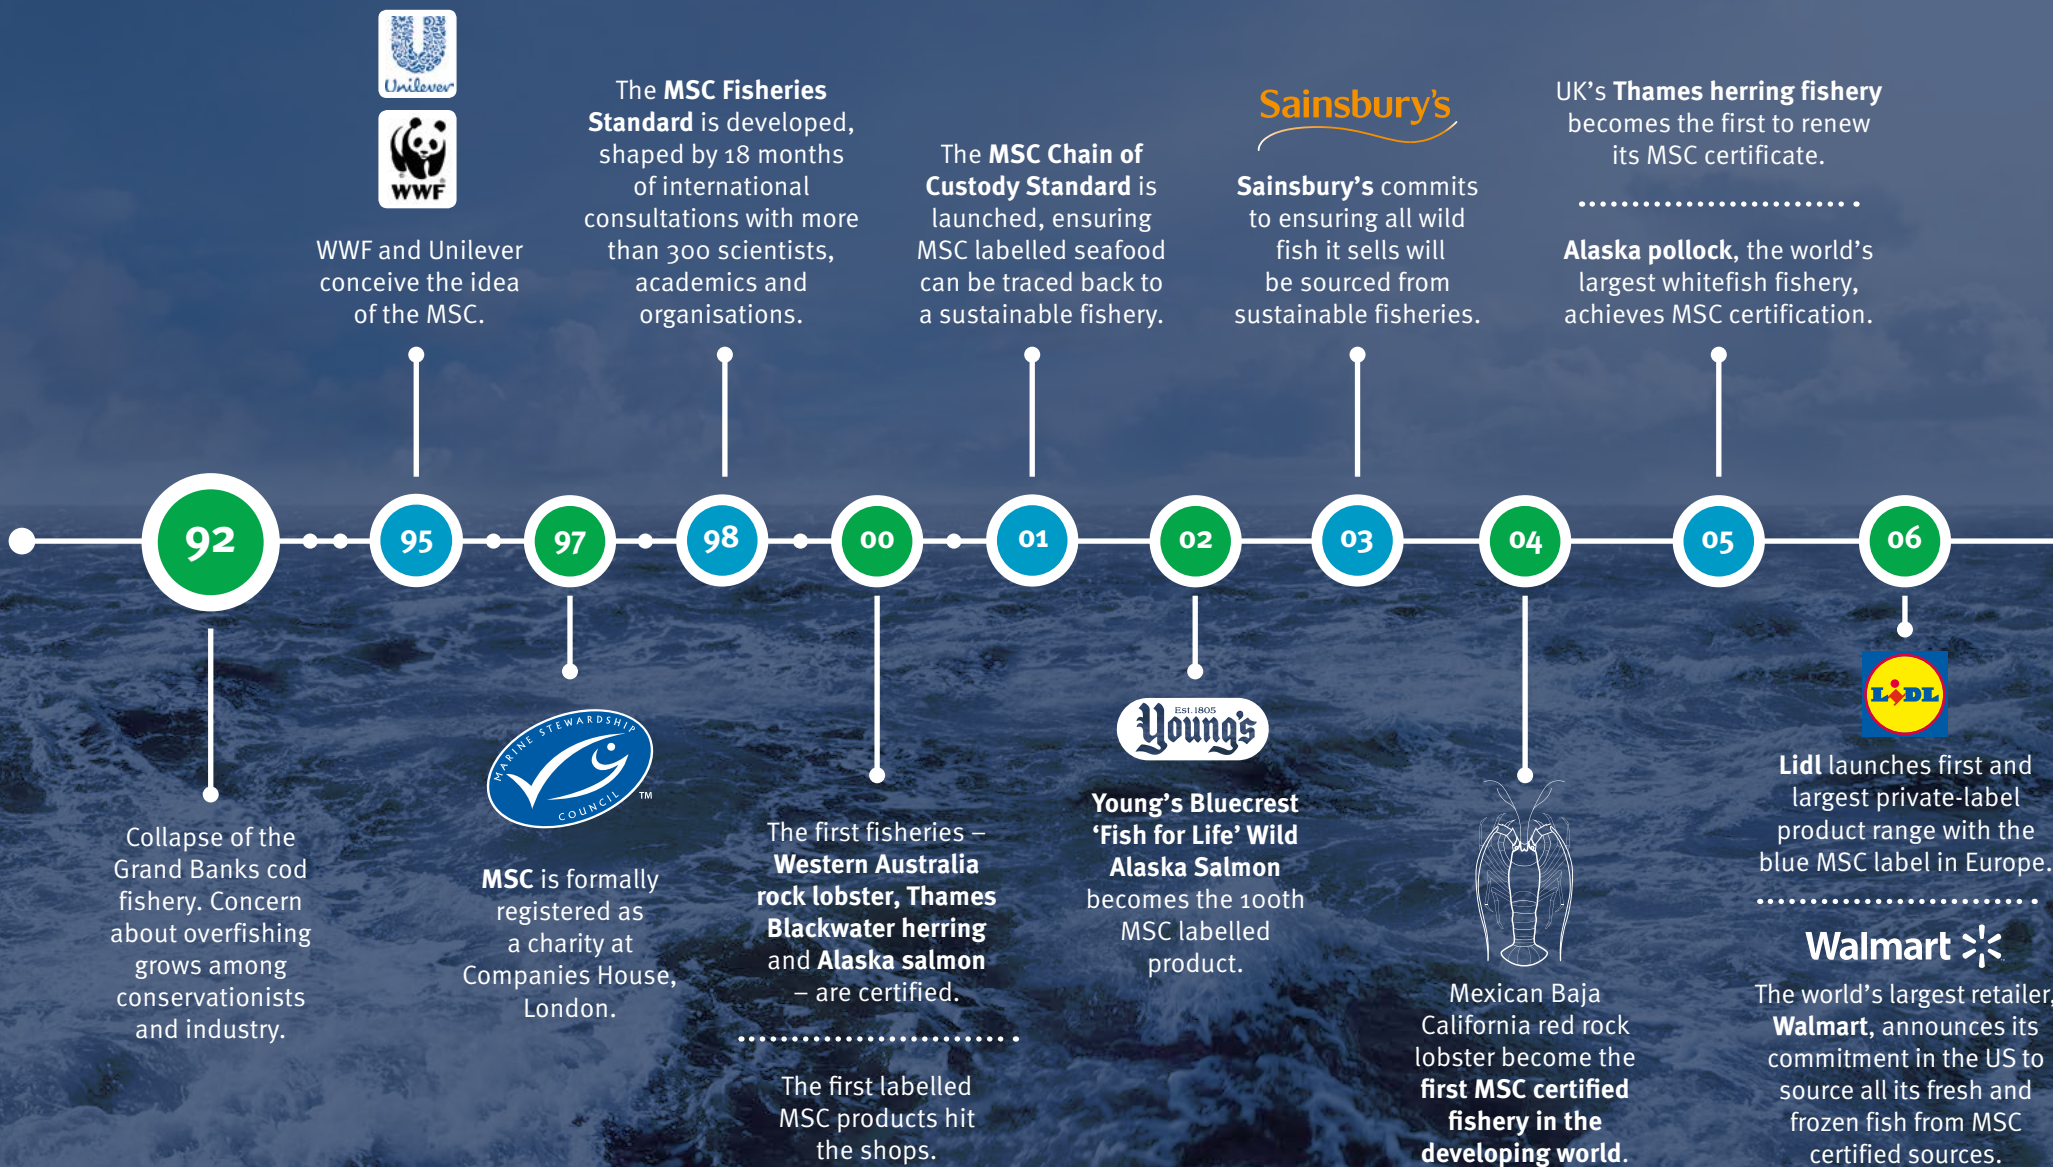 Unilever
WWF
WWF and Unilever
conceive the idea
of the MSC.
The MSC Fisheries
Standard is developed,
shaped by 18 months
of international
consultations with more
than 300 scientists,
academics and
organisations.
The MSC Chain of
Custody Standard is
launched, ensuring
MSC labelled seafood
can be traced back to
a sustainable fishery.
Sainsbury's
Sainsbury's commits
to ensuring all wild
fish it sells will
be sourced from
sustainable fisheries.
UK's Thames herring fishery
becomes the first to renew
its MSC certificate.
Alaska pollock, the world's
largest whitefish fishery,
achieves MSC certification.
92
95
97
98
00
01
02
03
04
05
06
Collapse of the
Grand Banks cod
fishery. Concern
about overfishing
grows among
conservationists
and industry.
MARINE STEWARDSHIP
COUNCIL
TM
MSC is formally
registered as
a charity at
Companies House,
London.
The first fisheries –
Western Australia
rock lobster, Thames
Blackwater herring
and Alaska salmon
– are certified.
The first labelled
MSC products hit
the shops.
Est. 1805
Young's
Young's Bluecrest
'Fish for Life' Wild
Alaska Salmon
becomes the 100th
MSC labelled
product.
Mexican Baja
California red rock
lobster become the
first MSC certified
fishery in the
developing world.
LIDL
Lidl launches first and
largest private-label
product range with the
blue MSC label in Europe.
Walmart
The world's largest retailer,
Walmart, announces its
commitment in the US to
source all its fresh and
frozen fish from MSC
certified sources.